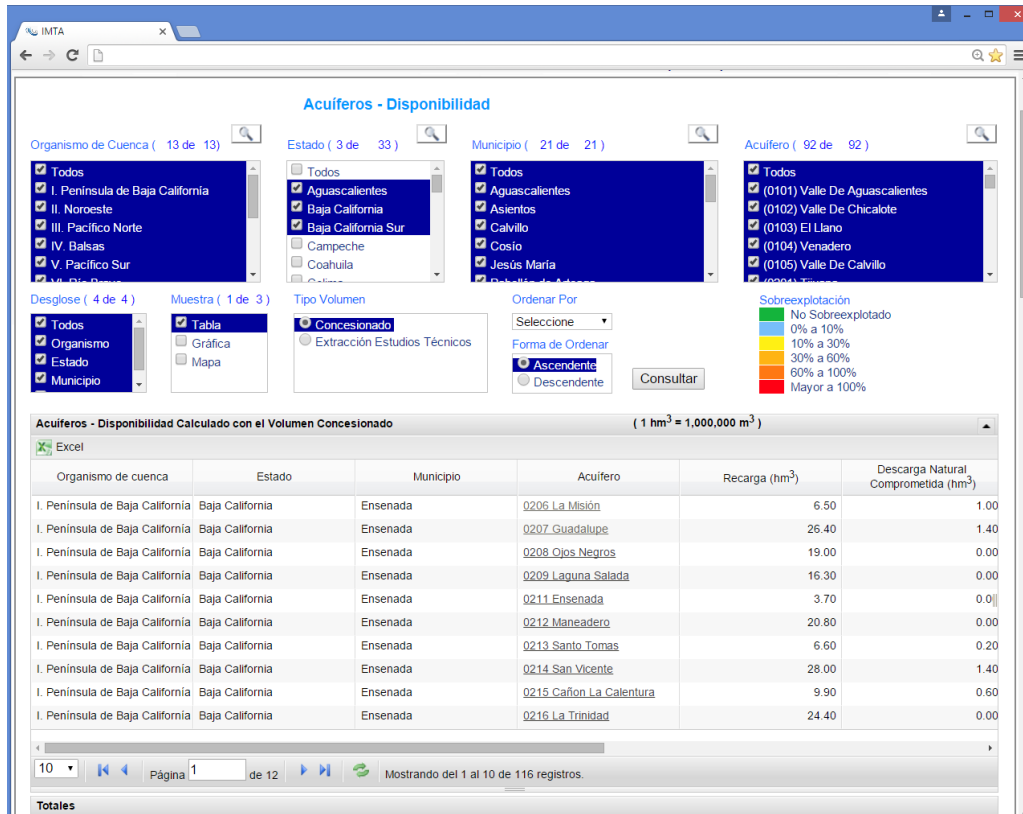 IMTA
Acuíferos - Disponibilidad
Organismo de Cuenca ( 13 de 13)
Todos
I. Península de Baja California
II. Noroeste
III. Pacífico Norte
IV. Balsas
V. Pacífico Sur
VI. Río Bravo
Estado ( 3 de 33 )
Todos
Aguascalientes
Baja California
Baja California Sur
Campeche
Coahuila
Colima
Municipio ( 21 de 21 )
Todos
Aguascalientes
Asientos
Calvillo
Cosío
Jesús María
Acuífero ( 92 de 92 )
Todos
(0101) Valle De Aguascalientes
(0102) Valle De Chicalote
(0103) El Llano
(0104) Venadero
(0105) Valle De Calvillo
(0201) Tijuana
Desglose ( 4 de 4 )
Todos
Organismo
Estado
Municipio
Muestra ( 1 de 3 )
Tabla
Gráfica
Mapa
Tipo Volumen
Concesionado
Extracción Estudios Técnicos
Ordenar Por
Seleccione
Forma de Ordenar
Ascendente
Descendente
Consultar
Sobreexplotación
No Sobreexplotado
0% a 10%
10% a 30%
30% a 60%
60% a 100%
Mayor a 100%
Acuíferos - Disponibilidad Calculado con el Volumen Concesionado ( 1 hm3 = 1,000,000 m3 )
Excel
Organismo de cuenca Estado Municipio Acuífero Recarga (hm3) Descarga Natural
Comprometida (hm3)
I. Península de Baja California Baja California Ensenada 0206 La Misión 6.50 1.00
I. Península de Baja California Baja California Ensenada 0207 Guadalupe 26.40 1.40
I. Península de Baja California Baja California Ensenada 0208 Ojos Negros 19.00 0.00
I. Península de Baja California Baja California Ensenada 0209 Laguna Salada 16.30 0.00
I. Península de Baja California Baja California Ensenada 0211 Ensenada 3.70 0.0
I. Península de Baja California Baja California Ensenada 0212 Maneadero 20.80 0.00
I. Península de Baja California Baja California Ensenada 0213 Santo Tomas 6.60 0.20
I. Península de Baja California Baja California Ensenada 0214 San Vicente 28.00 1.40
I. Península de Baja California Baja California Ensenada 0215 Cañon La Calentura 9.90 0.60
I. Península de Baja California Baja California Ensenada 0216 La Trinidad 24.40 0.00
10 Página 1 de 12 Mostrando del 1 al 10 de 116 registros.
Totales